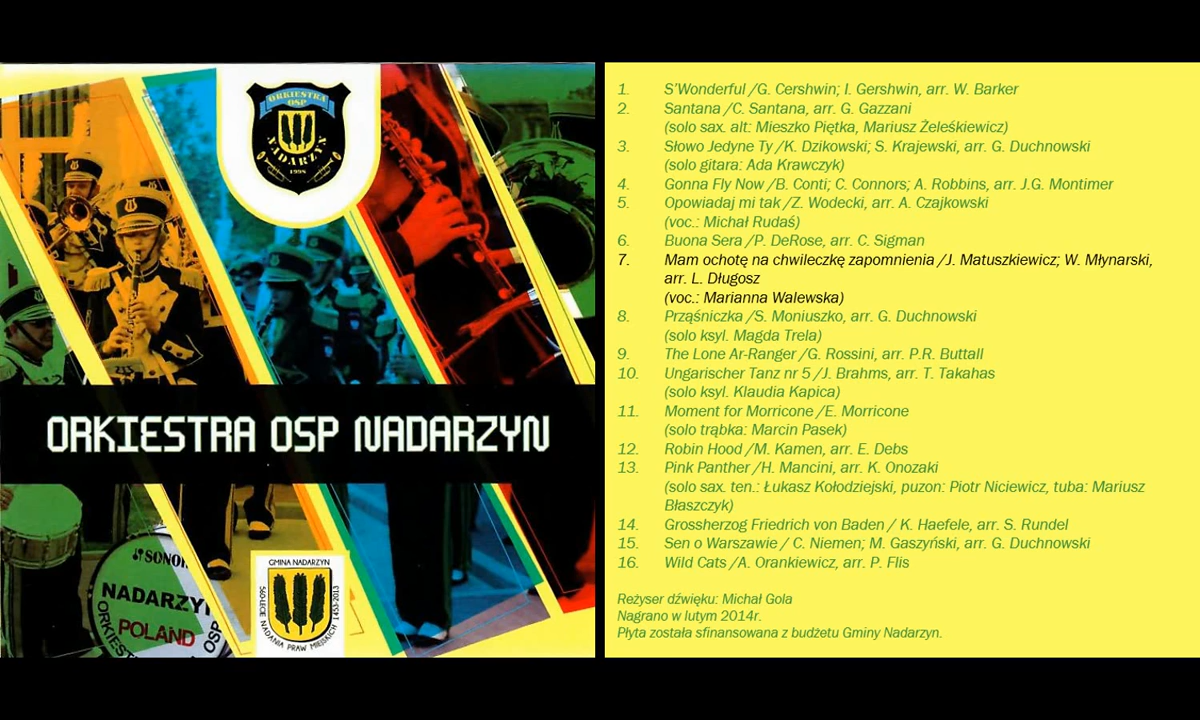 ORKIESTRA
OSP
NADARZYN
1998
ORKIESTRA OSP NADARZYN
SONOR
NADARZYN
POLAND
OSP
GMINA NADARZYN
560-LECIE NADANIA PRAW MIEJSKICH 1453-2013
1. S'Wonderful /G. Cershwin; I. Gershwin, arr. W. Barker
2. Santana /C. Santana, arr. G. Gazzani
(solo sax. alt: Mieszko Piętka, Mariusz Żeleśkiewicz)
3. Słowo Jedyne Ty /K. Dzikowski; S. Krajewski, arr. G. Duchnowski
(solo gitara: Ada Krawczyk)
4. Gonna Fly Now /B. Conti; C. Connors; A. Robbins, arr. J.G. Montimer
5. Opowiadaj mi tak /Z. Wodecki, arr. A. Czajkowski
(voc.: Michał Rudaś)
6. Buona Sera /P. DeRose, arr. C. Sigman
7. Mam ochotę na chwileczkę zapomnienia /J. Matuszkiewicz; W. Młynarski,
arr. L. Długosz
(voc.: Marianna Walewska)
8. Prząśniczka /S. Moniuszko, arr. G. Duchnowski
(solo ksyl. Magda Trela)
9. The Lone Ar-Ranger /G. Rossini, arr. P.R. Buttall
10. Ungarischer Tanz nr 5 /J. Brahms, arr. T. Takahas
(solo ksyl. Klaudia Kapica)
11. Moment for Morricone /E. Morricone
(solo trąbka: Marcin Pasek)
12. Robin Hood /M. Kamen, arr. E. Debs
13. Pink Panther /H. Mancini, arr. K. Onozaki
(solo sax. ten.: Łukasz Kołodziejski, puzon: Piotr Niciewicz, tuba: Mariusz
Błaszczyk)
14. Grossherzog Friedrich von Baden / K. Haefele, arr. S. Rundel
15. Sen o Warszawie / C. Niemen; M. Gaszyński, arr. G. Duchnowski
16. Wild Cats /A. Orankiewicz, arr. P. Flis
Reżyser dźwięku: Michał Gola
Nagrano w lutym 2014r.
Płyta została sfinansowana z budżetu Gminy Nadarzyn.